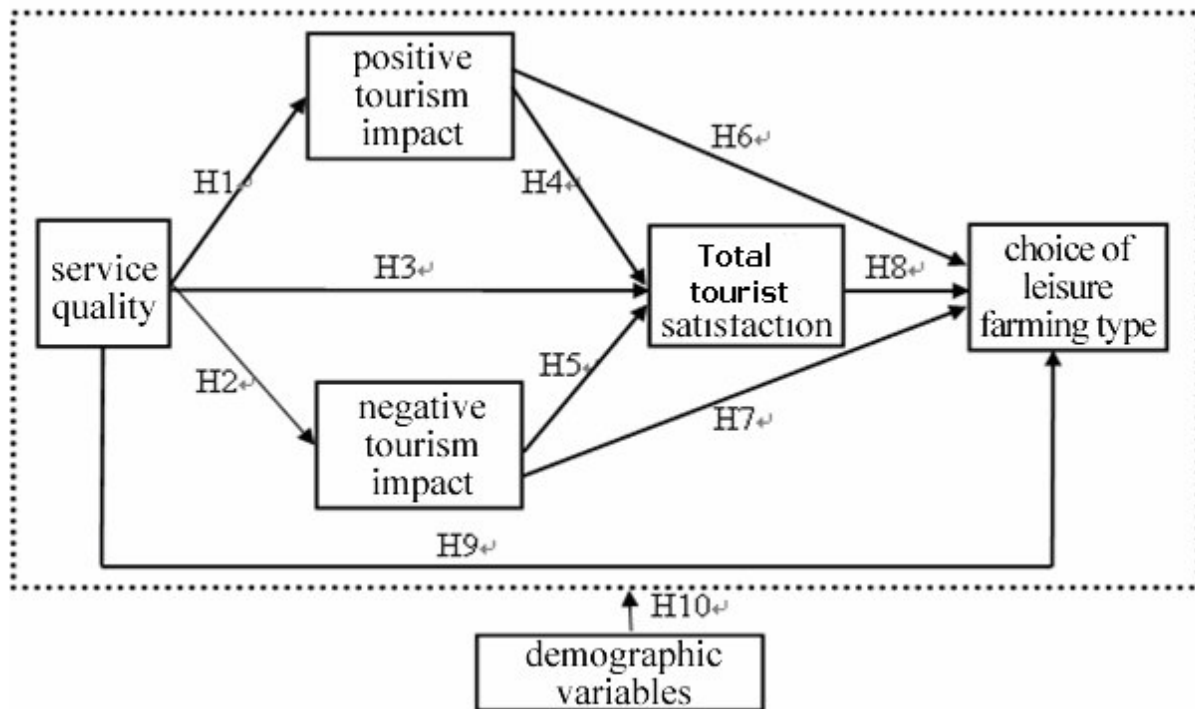 positive
tourism
impact
H6↵
H1↵
H4↵
service
quality
H3↵
Total
tourist
satisfaction
H8↵
choice of
leisure
farming type
H2↵
H5↵
negative
tourism
impact
H7↵
H9↵
H10↵
demographic
variables